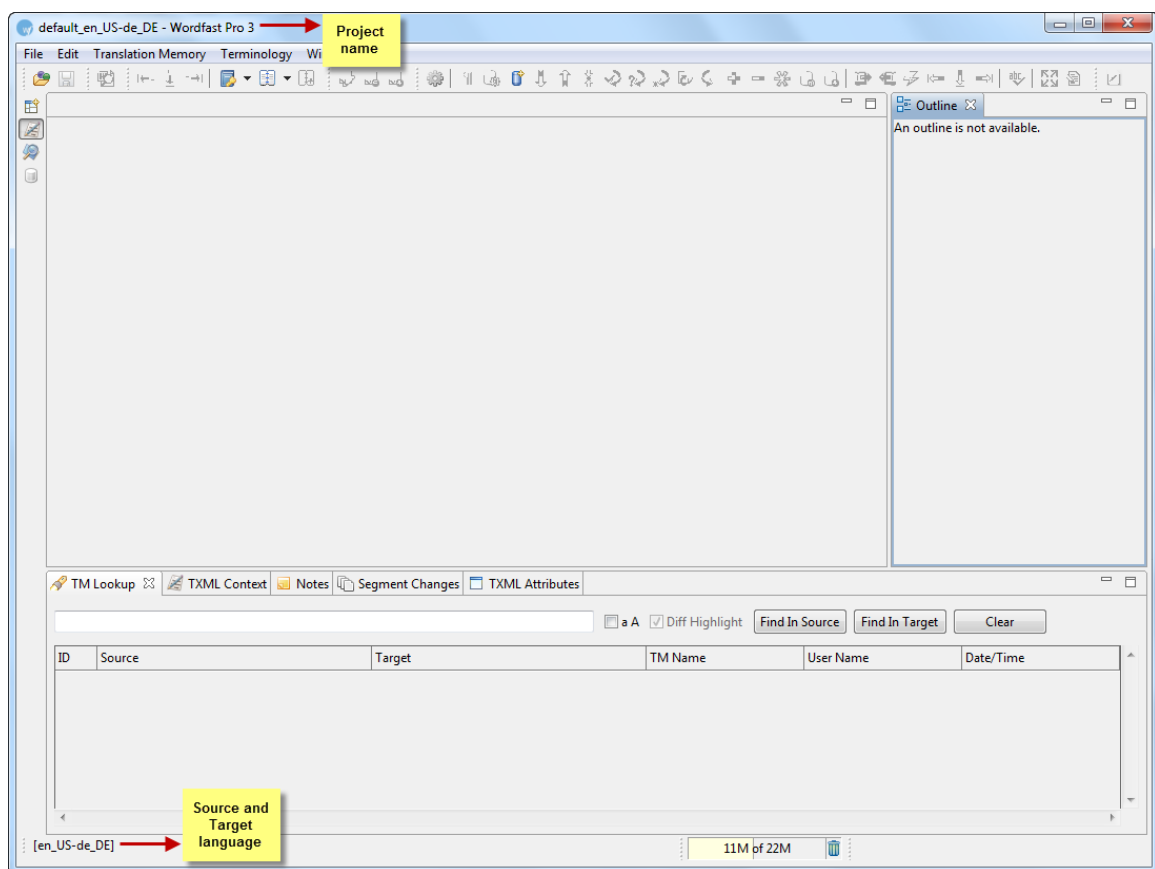 default_en_US-de_DE - Wordfast Pro 3
Project
name
File Edit Translation Memory Terminology Wi
Outline
An outline is not available.
TM Lookup TXML Context Notes Segment Changes TXML Attributes
a A Diff Highlight Find In Source Find In Target Clear
ID Source Target TM Name User Name Date/Time
Source and
Target
language
[en_US-de_DE]
11M of 22M